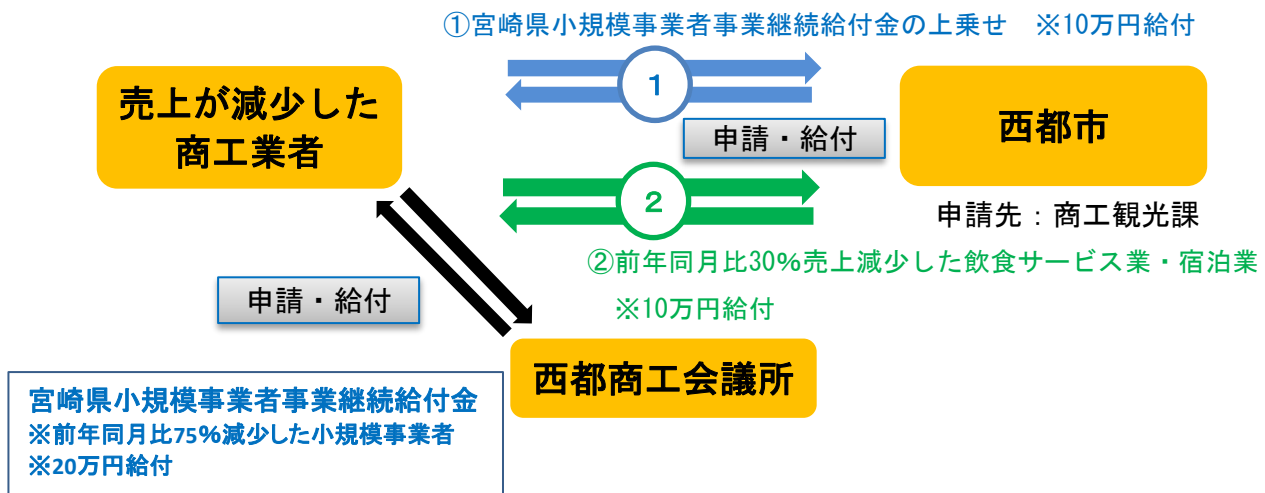 ①宮崎県小規模事業者事業継続給付金の上乗せ　※10万円給付
売上が減少した
商工業者
1
西都市
申請・給付
2
申請先：商工観光課
②前年同月比30%売上減少した飲食サービス業・宿泊業
※10万円給付
申請・給付
西都商工会議所
宮崎県小規模事業者事業継続給付金
※前年同月比75%減少した小規模事業者
※20万円給付